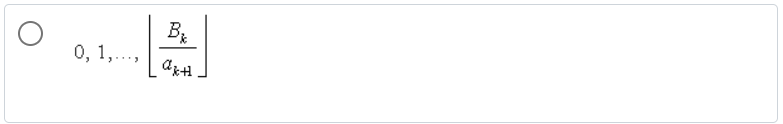 0, 1,..., ⌊B_k/a_{k+1}⌋